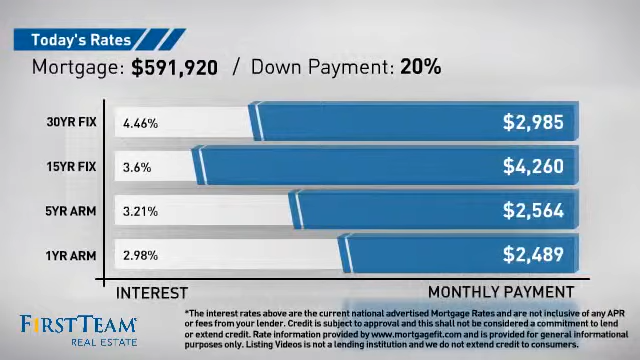 Today's Rates
Mortgage: $591,920 / Down Payment: 20%
30YR FIX 4.46% $2,985
15YR FIX 3.6% $4,260
5YR ARM 3.21% $2,564
1YR ARM 2.98% $2,489
INTEREST MONTHLY PAYMENT
FIRSTTEAM®
REAL ESTATE
*The interest rates above are the current national advertised Mortgage Rates and are not inclusive of any APR
or fees from your lender. Credit is subject to approval and this shall not be considered a commitment to lend
or extend credit. Rate information provided by www.mortgagefit.com and is provided for general informational
purposes only. Listing Videos is not a lending institution and we do not extend credit to consumers.